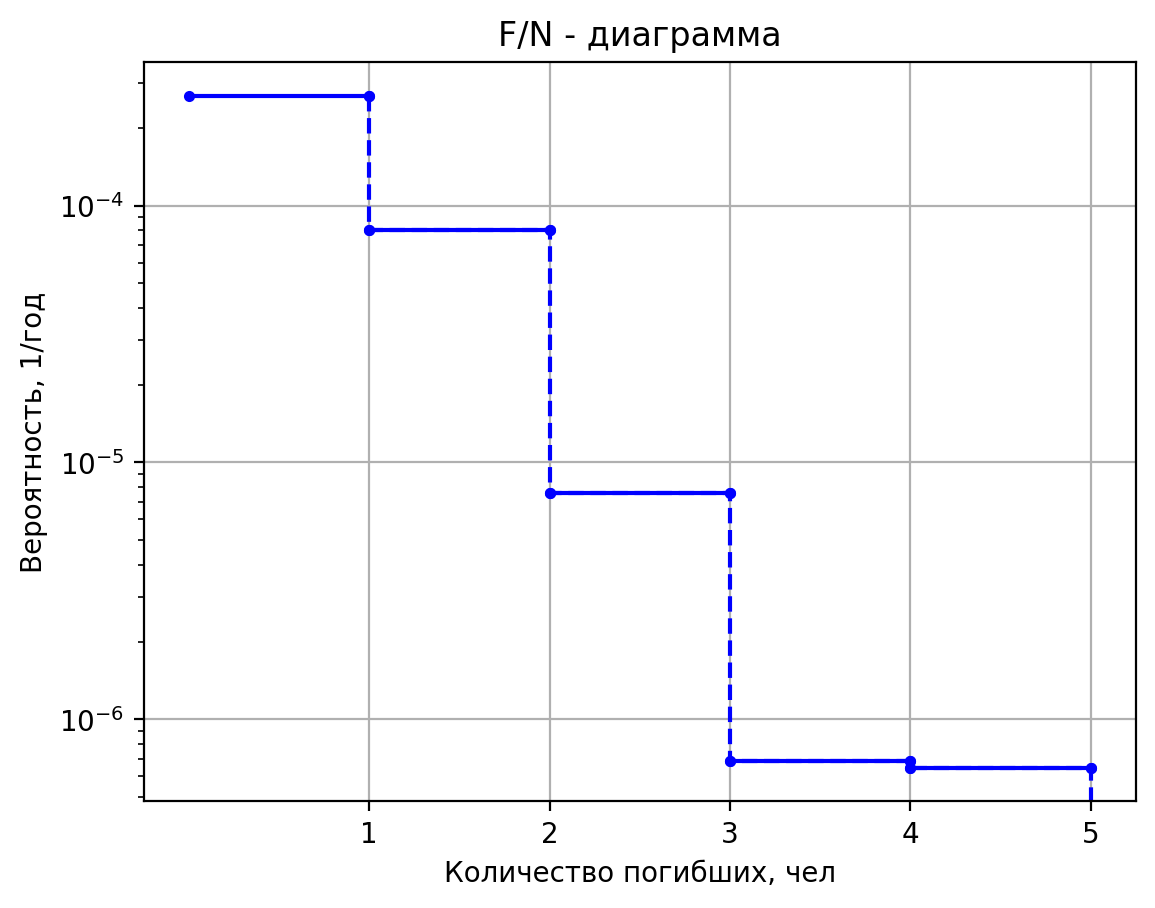 F/N - диаграмма
Вероятность, 1/год
10⁻⁴
10⁻⁵
10⁻⁶
1 2 3 4 5
Количество погибших, чел